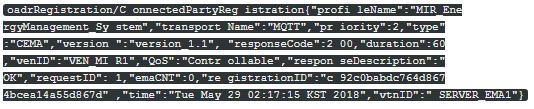 oadrRegistration/C onnectedPartyReg istration{"profi leName":"MIR_Ene
rgyManagement_Sy stem","transport Name":"MQTT","pr iority":2,"type"
:"CEMA","version ":"version_1.1", "responseCode":2 00,"duration":60
,"venID":"VEN_MI R1","QoS":"Contr ollable","respon seDescription":"
OK","requestID": 1,"emaCNT":0,"re gistrationID":"c 92c0babdc764d867
4bcea14a55d867d" ,"time":"Tue May 29 02:17:15 KST 2018","vtnID":" SERVER_EMA1"}